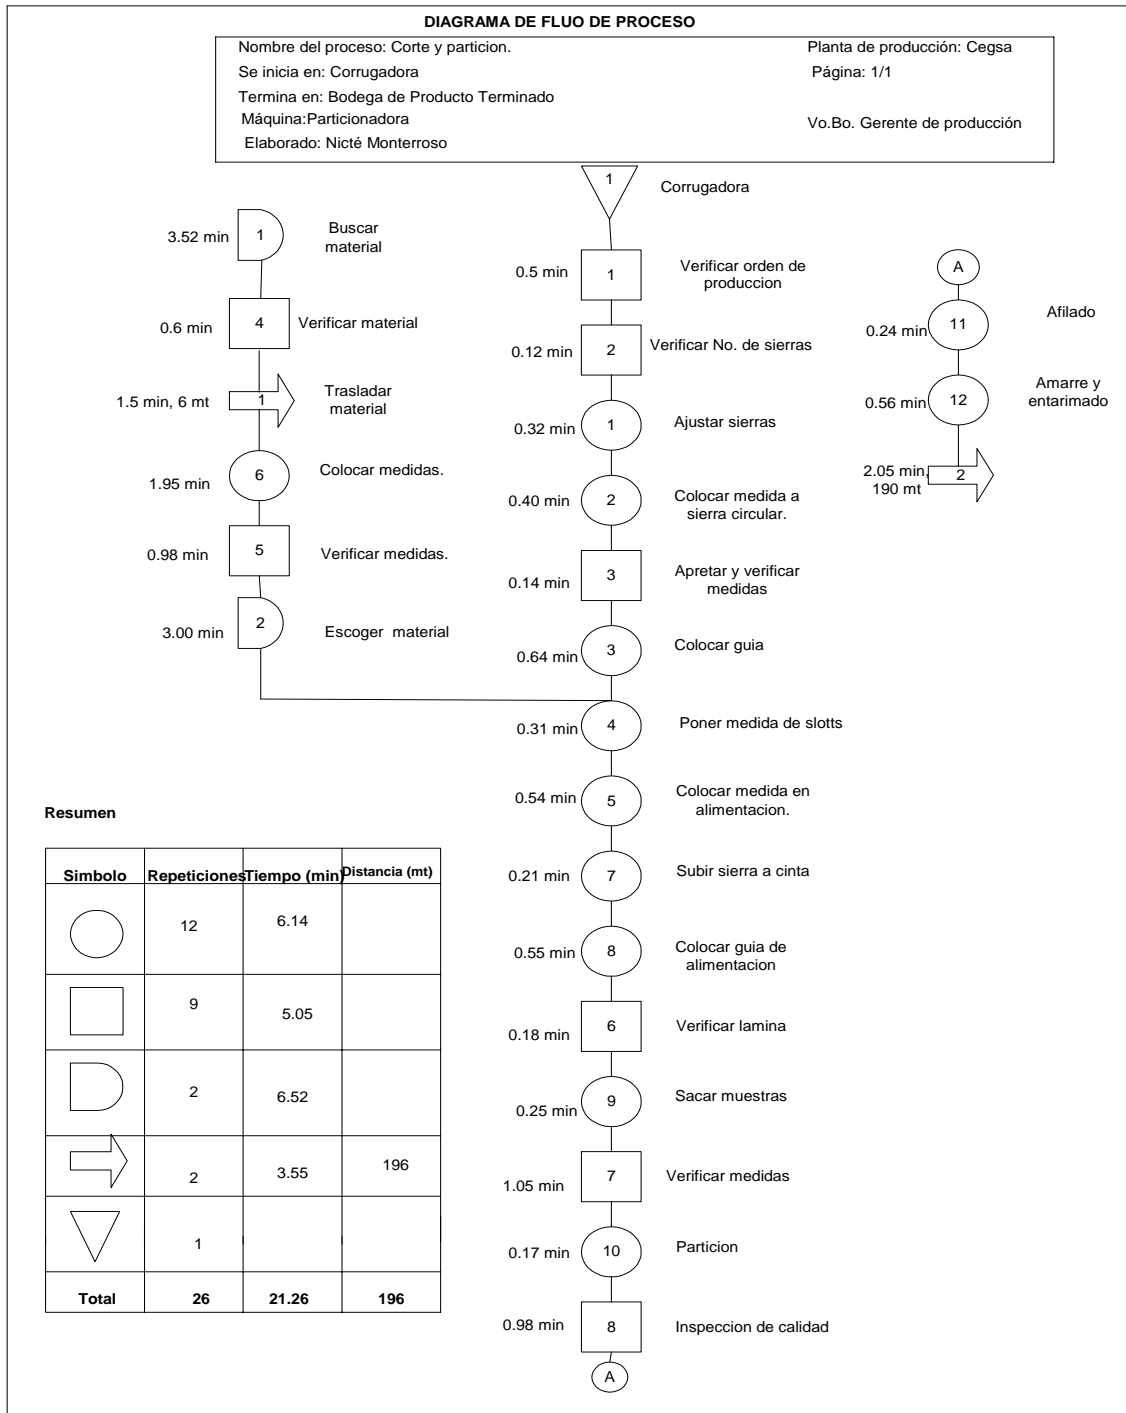 DIAGRAMA DE FLUO DE PROCESO
Nombre del proceso: Corte y particion.
Planta de producción: Cegsa
Se inicia en: Corrugadora
Página: 1/1
Termina en: Bodega de Producto Terminado
Máquina:Particionadora
Vo.Bo. Gerente de producción
Elaborado: Nicté Monterroso
3.52 min
1
Buscar
material
0.6 min
4
Verificar material
1.5 min, 6 mt
1
Trasladar
material
1.95 min
6
Colocar medidas.
0.98 min
5
Verificar medidas.
3.00 min
2
Escoger material
1
Corrugadora
0.5 min
1
Verificar orden de
produccion
0.12 min
2
Verificar No. de sierras
0.32 min
1
Ajustar sierras
0.40 min
2
Colocar medida a
sierra circular.
0.14 min
3
Apretar y verificar
medidas
0.64 min
3
Colocar guia
0.31 min
4
Poner medida de slotts
0.54 min
5
Colocar medida en
alimentacion.
0.21 min
7
Subir sierra a cinta
0.55 min
8
Colocar guia de
alimentacion
0.18 min
6
Verificar lamina
0.25 min
9
Sacar muestras
1.05 min
7
Verificar medidas
0.17 min
10
Particion
0.98 min
8
Inspeccion de calidad
A
A
0.24 min
11
Afilado
0.56 min
12
Amarre y
entarimado
2.05 min,
190 mt
2
Resumen
Simbolo Repeticiones Tiempo (min) Distancia (mt)
12 6.14
9 5.05
2 6.52
2 3.55 196
1
Total 26 21.26 196